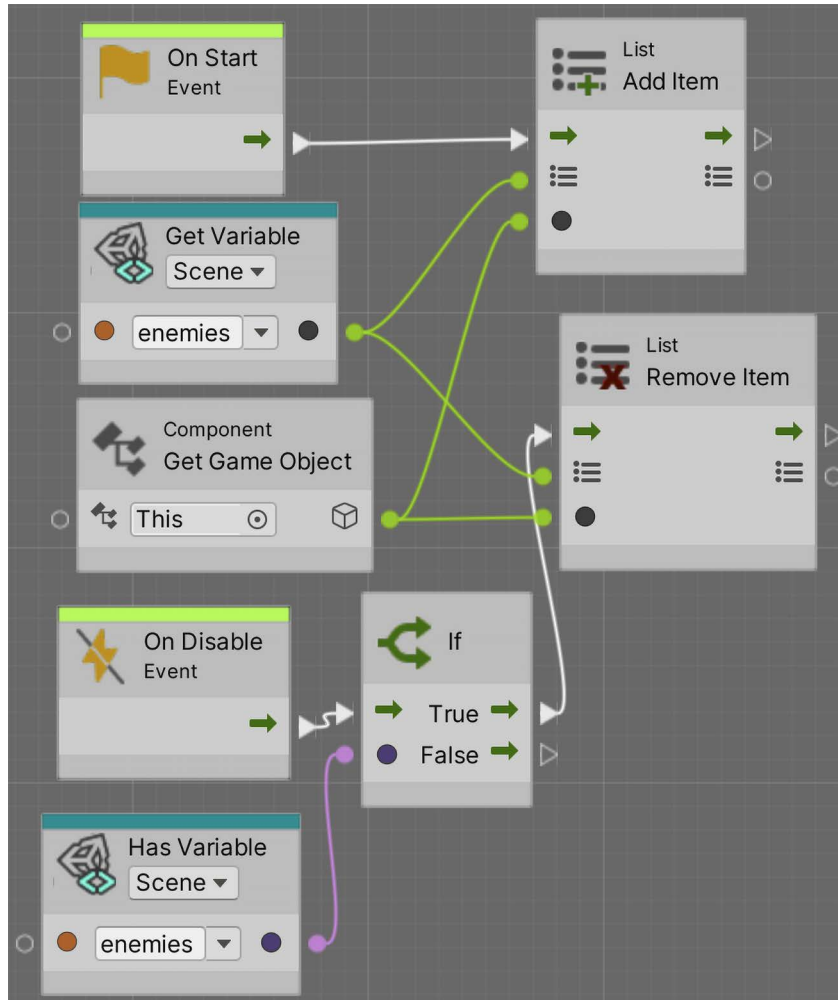 On Start
Event
List
Add Item
Get Variable
Scene
enemies
Component
Get Game Object
This
List
Remove Item
On Disable
Event
If
True
False
Has Variable
Scene
enemies